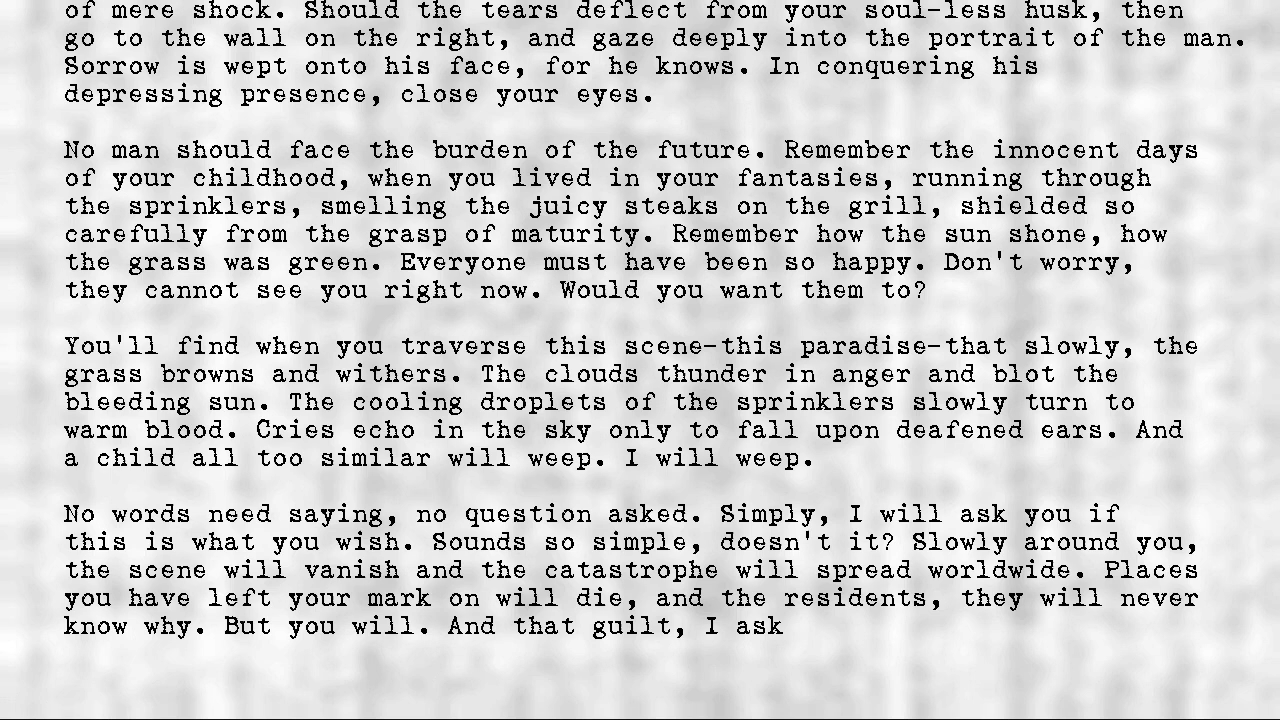 of mere shock. Should the tears deflect from your soul-less husk, then
go to the wall on the right, and gaze deeply into the portrait of the man.
Sorrow is wept onto his face, for he knows. In conquering his
depressing presence, close your eyes.
No man should face the burden of the future. Remember the innocent days
of your childhood, when you lived in your fantasies, running through
the sprinklers, smelling the juicy steaks on the grill, shielded so
carefully from the grasp of maturity. Remember how the sun shone, how
the grass was green. Everyone must have been so happy. Don't worry,
they cannot see you right now. Would you want them to?
You'll find when you traverse this scene-this paradise-that slowly, the
grass browns and withers. The clouds thunder in anger and blot the
bleeding sun. The cooling droplets of the sprinklers slowly turn to
warm blood. Cries echo in the sky only to fall upon deafened ears. And
a child all too similar will weep. I will weep.
No words need saying, no question asked. Simply, I will ask you if
this is what you wish. Sounds so simple, doesn't it? Slowly around you,
the scene will vanish and the catastrophe will spread worldwide. Places
you have left your mark on will die, and the residents, they will never
know why. But you will. And that guilt, I ask